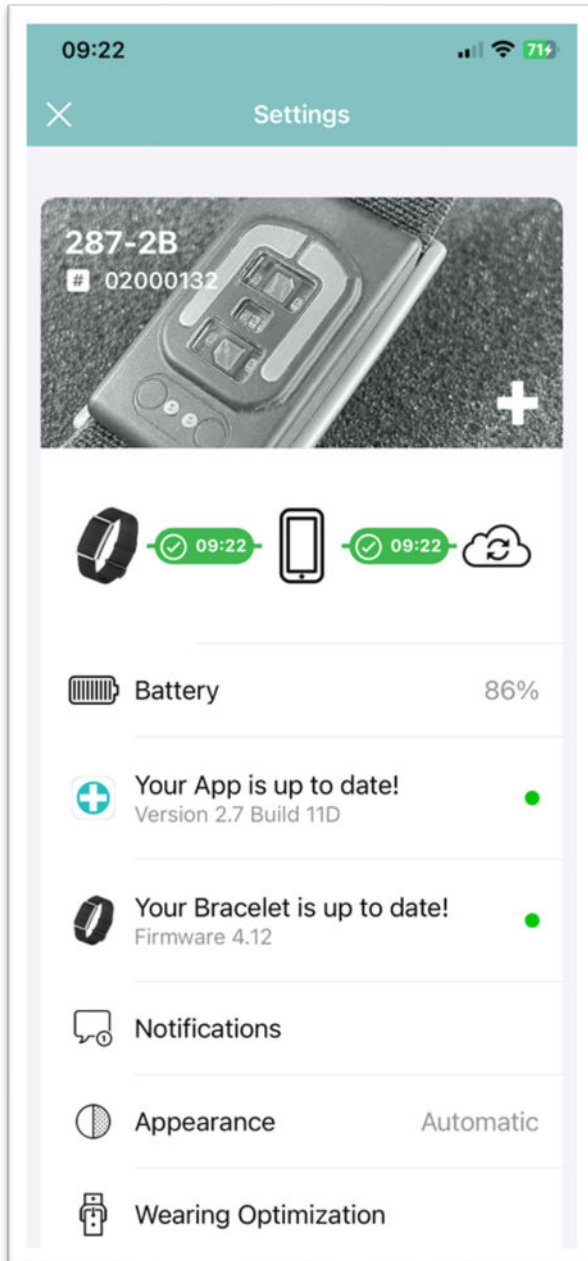 09:22
71
Settings
287-2B
# 02000132
09:22
09:22
Battery
86%
Your App is up to date!
Version 2.7 Build 11D
Your Bracelet is up to date!
Firmware 4.12
1
Notifications
Appearance
Automatic
Wearing Optimization